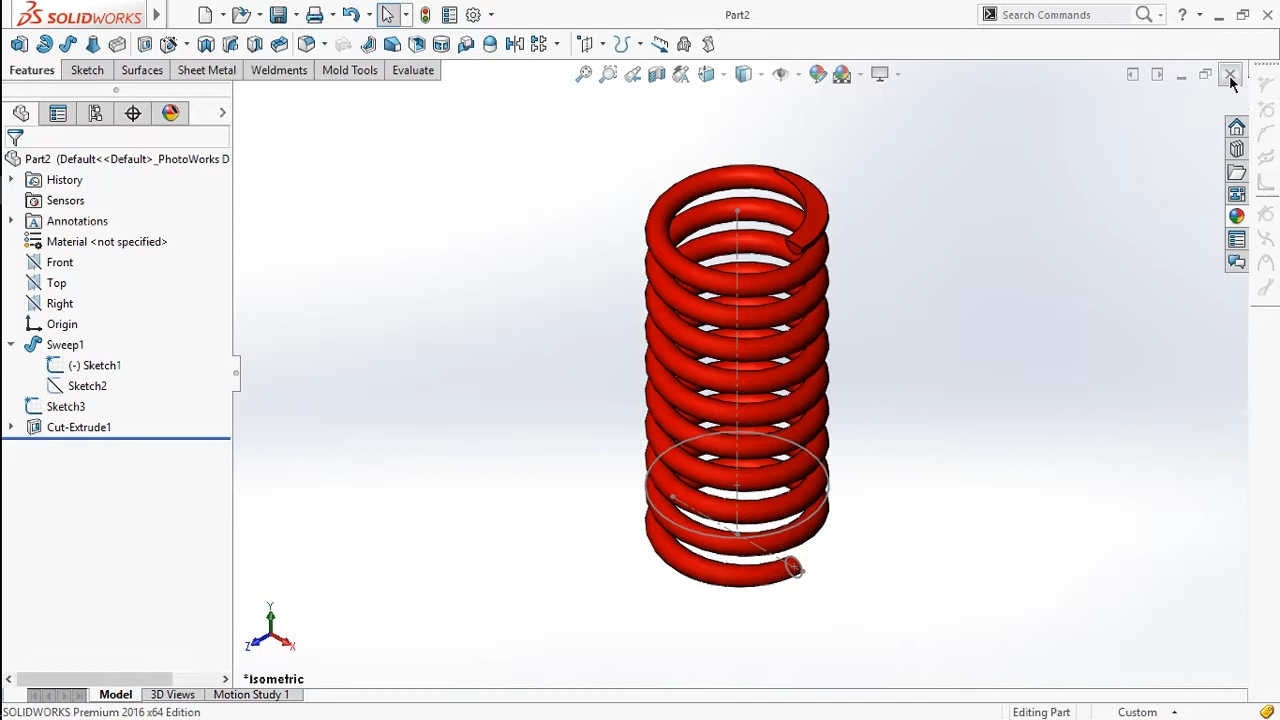 SOLIDWORKS
Part2
Search Commands
?
Features
Sketch
Surfaces
Sheet Metal
Weldments
Mold Tools
Evaluate
Part2 (Default<<Default>_PhotoWorks D
History
Sensors
Annotations
Material <not specified>
Front
Top
Right
Origin
Sweep1
(-) Sketch1
Sketch2
Sketch3
Cut-Extrude1
Y
Z
X
*Isometric
Model
3D Views
Motion Study 1
SOLIDWORKS Premium 2016 x64 Edition
Editing Part
Custom